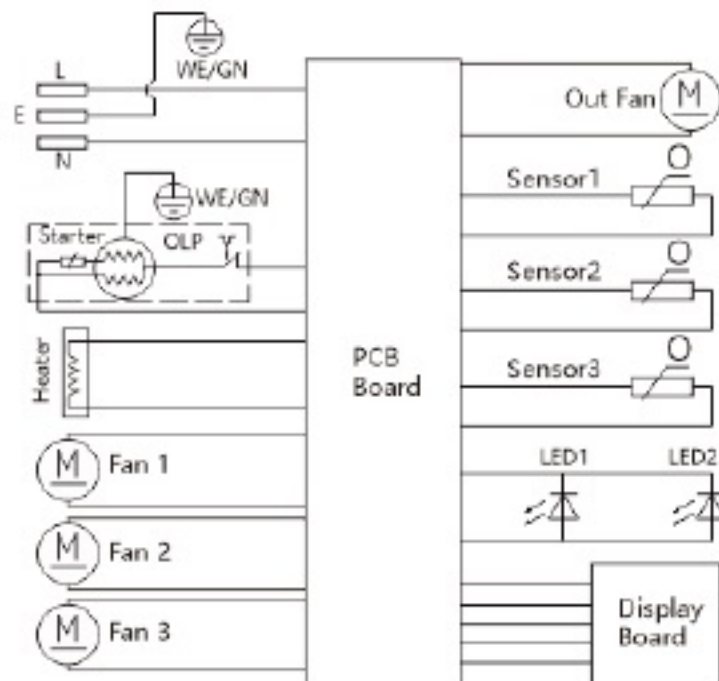 L
WE/GN
E
N
WE/GN
Starter
OLP
Heater
M
Fan 1
M
Fan 2
M
Fan 3
PCB
Board
Out Fan
M
Sensor1
Sensor2
Sensor3
LED1
LED2
Display
Board